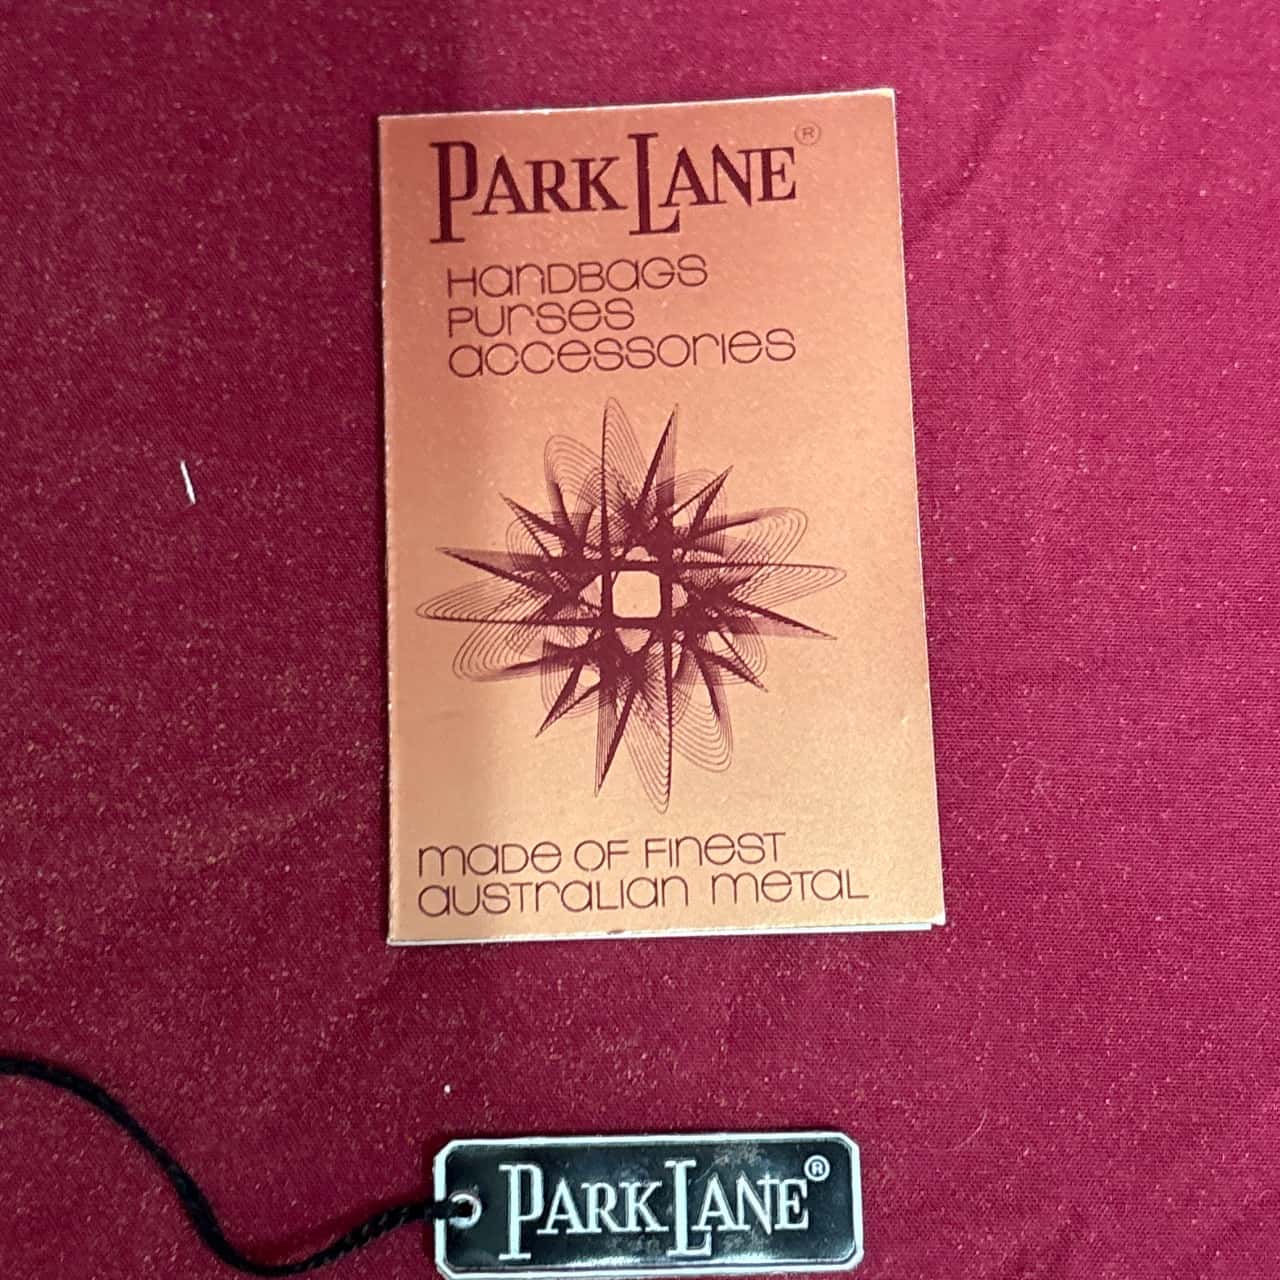 PARK LANE®
HANDBAGS
PURSES
ACCESSORIES
MADE OF FINEST
AUSTRALIAN METAL
PARK LANE®